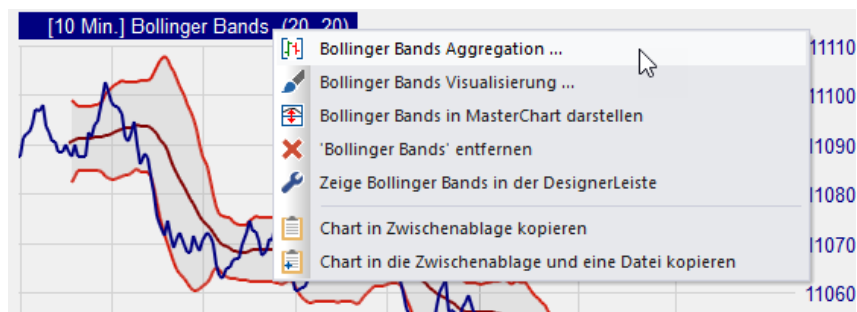 [10 Min.] Bollinger Bands (20, 20)
Bollinger Bands Aggregation ...
11110
Bollinger Bands Visualisierung ...
11100
Bollinger Bands in MasterChart darstellen
'Bollinger Bands' entfernen
11090
Zeige Bollinger Bands in der DesignerLeiste
11080
Chart in Zwischenablage kopieren
11070
Chart in die Zwischenablage und eine Datei kopieren
11060